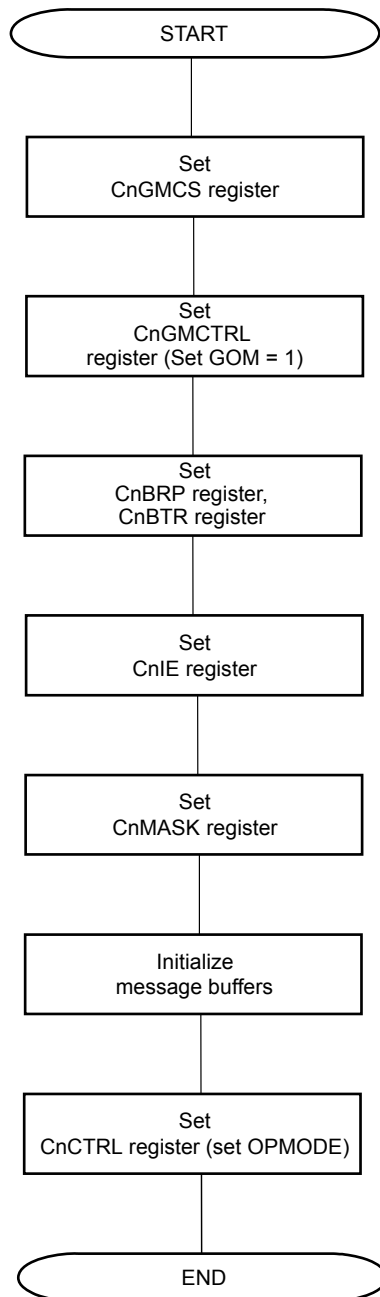 START
Set
CnGMCS register
Set
CnGMCTRL
register (Set GOM = 1)
Set
CnBRP register,
CnBTR register
Set
CnIE register
Set
CnMASK register
Initialize
message buffers
Set
CnCTRL register (set OPMODE)
END